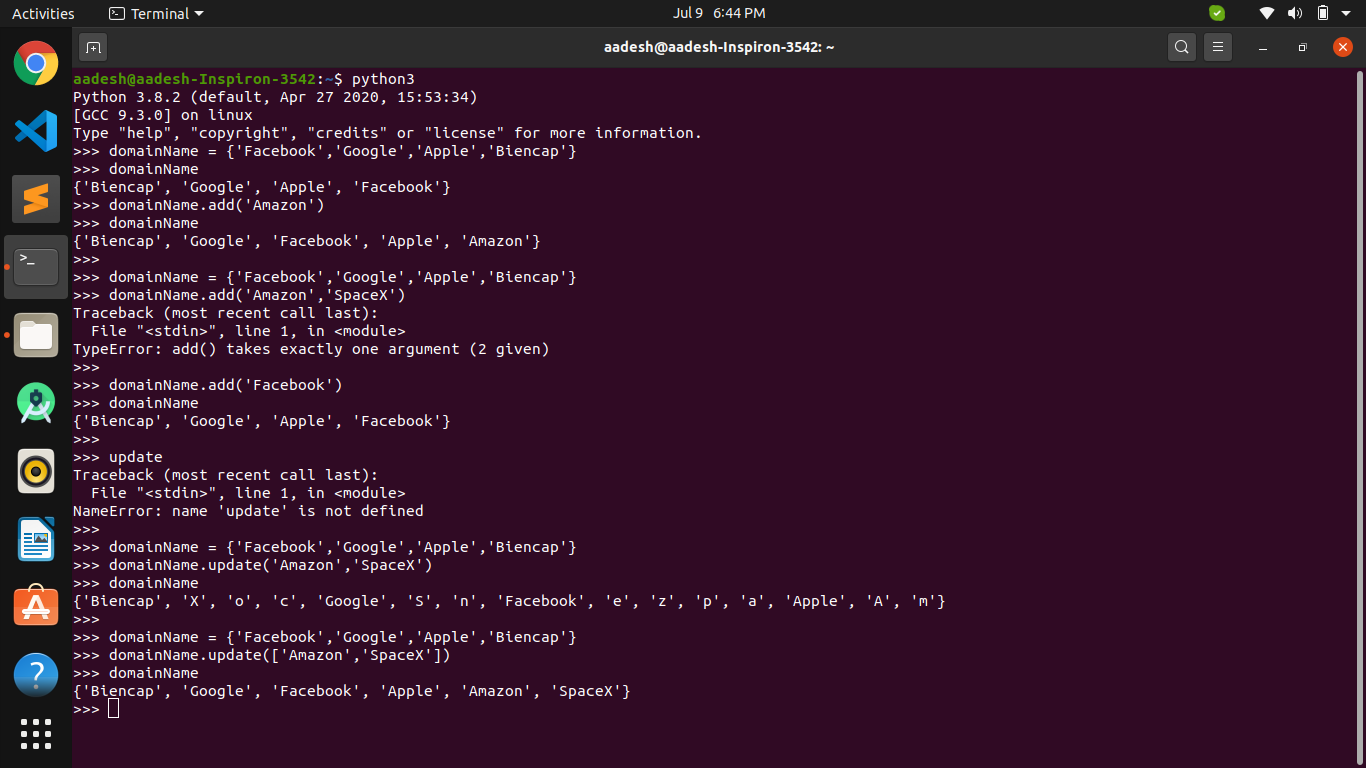 Activities Terminal Jul 9 6:44 PM
aadesh@aadesh-Inspiron-3542: ~
aadesh@aadesh-Inspiron-3542:~$ python3
Python 3.8.2 (default, Apr 27 2020, 15:53:34)
[GCC 9.3.0] on linux
Type "help", "copyright", "credits" or "license" for more information.
>>> domainName = {'Facebook','Google','Apple','Biencap'}
>>> domainName
{'Biencap', 'Google', 'Apple', 'Facebook'}
>>> domainName.add('Amazon')
>>> domainName
{'Biencap', 'Google', 'Facebook', 'Apple', 'Amazon'}
>>>
>>> domainName = {'Facebook','Google','Apple','Biencap'}
>>> domainName.add('Amazon','SpaceX')
Traceback (most recent call last):
  File "<stdin>", line 1, in <module>
TypeError: add() takes exactly one argument (2 given)
>>>
>>> domainName.add('Facebook')
>>> domainName
{'Biencap', 'Google', 'Apple', 'Facebook'}
>>>
>>> update
Traceback (most recent call last):
  File "<stdin>", line 1, in <module>
NameError: name 'update' is not defined
>>>
>>> domainName = {'Facebook','Google','Apple','Biencap'}
>>> domainName.update('Amazon','SpaceX')
>>> domainName
{'Biencap', 'X', 'o', 'c', 'Google', 'S', 'n', 'Facebook', 'e', 'z', 'p', 'a', 'Apple', 'A', 'm'}
>>>
>>> domainName = {'Facebook','Google','Apple','Biencap'}
>>> domainName.update(['Amazon','SpaceX'])
>>> domainName
{'Biencap', 'Google', 'Facebook', 'Apple', 'Amazon', 'SpaceX'}
>>>